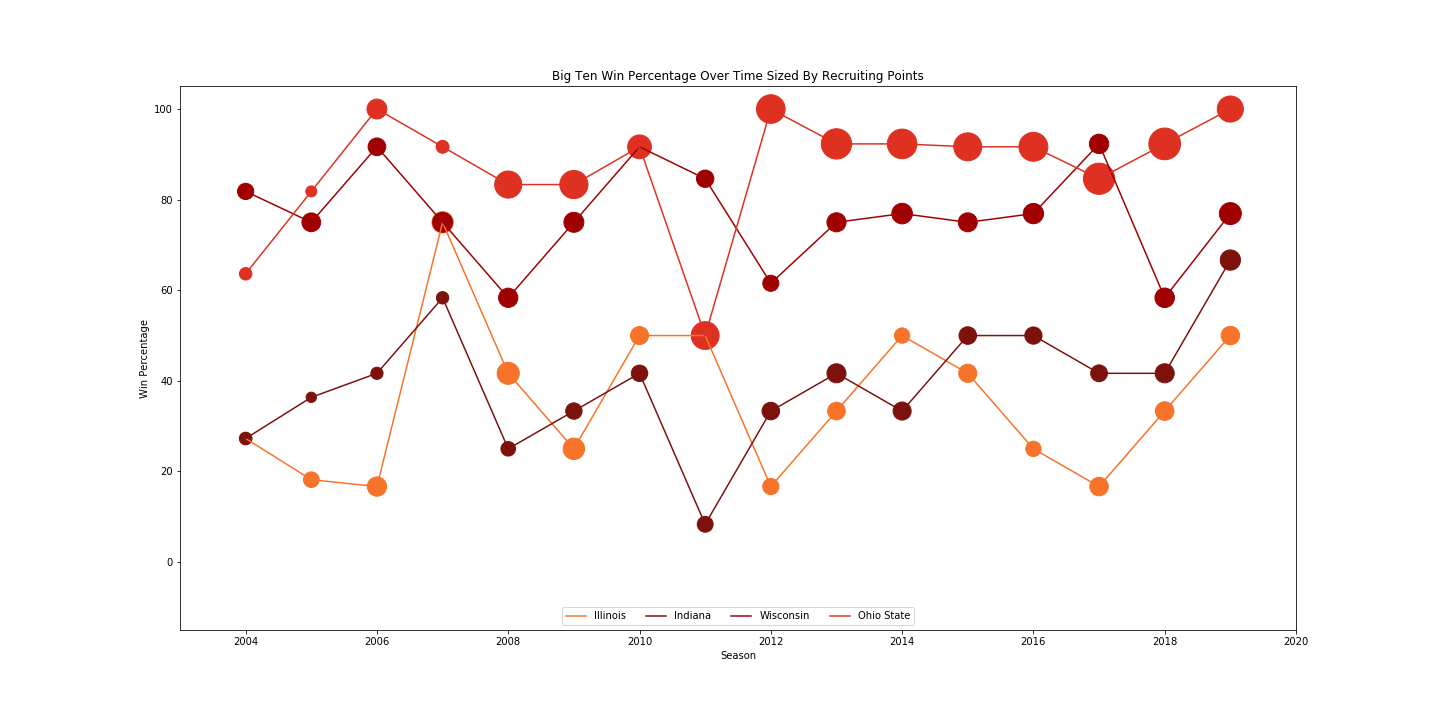 Big Ten Win Percentage Over Time Sized By Recruiting Points
Win Percentage
100
80
60
40
20
0
Illinois Indiana Wisconsin Ohio State
2004 2006 2008 2010 2012 2014 2016 2018 2020
Season